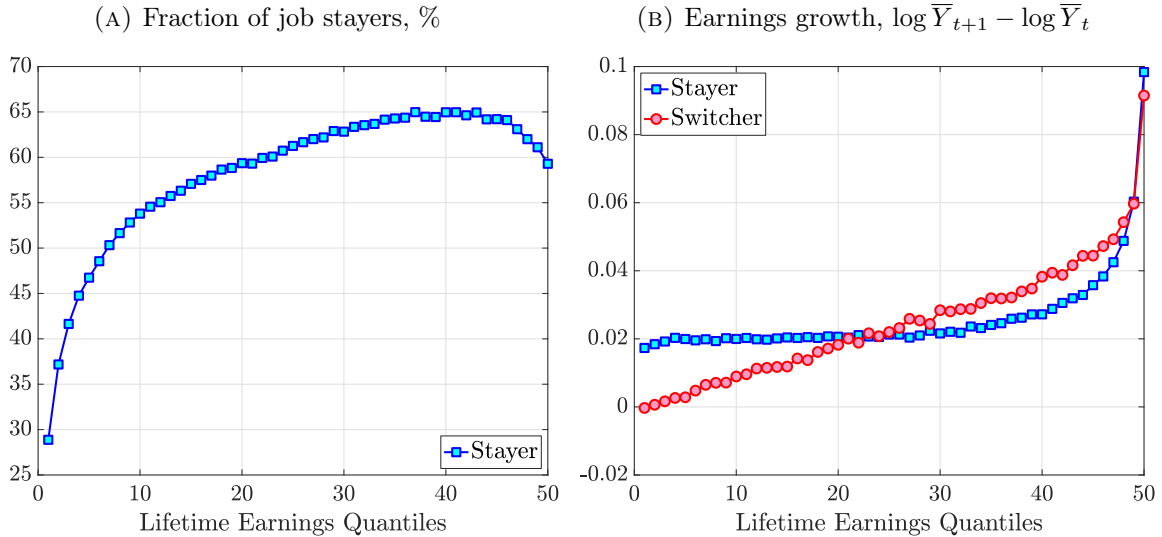 (A) Fraction of job stayers, %
70
65
60
55
50
45
40
35
30
25
0 10 20 30 40 50
Stayer
Lifetime Earnings Quantiles
(B) Earnings growth, log Y̅ₜ₊₁ − log Y̅ₜ
0.1
0.08
0.06
0.04
0.02
0
-0.02
0 10 20 30 40 50
Stayer
Switcher
Lifetime Earnings Quantiles